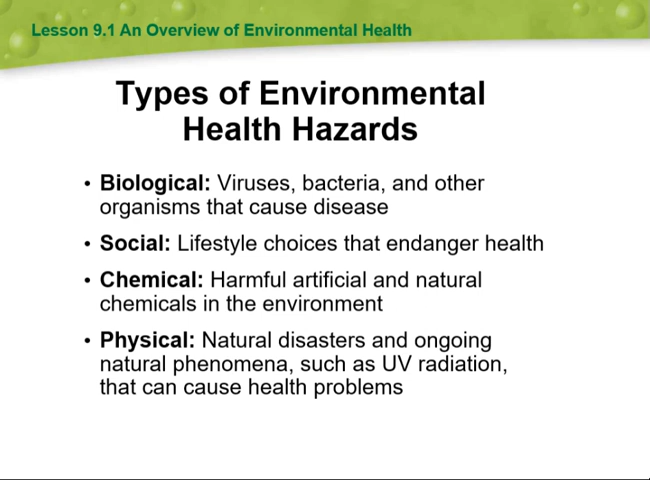 Lesson 9.1 An Overview of Environmental Health
Types of Environmental
Health Hazards
• Biological: Viruses, bacteria, and other
organisms that cause disease
• Social: Lifestyle choices that endanger health
• Chemical: Harmful artificial and natural
chemicals in the environment
• Physical: Natural disasters and ongoing
natural phenomena, such as UV radiation,
that can cause health problems